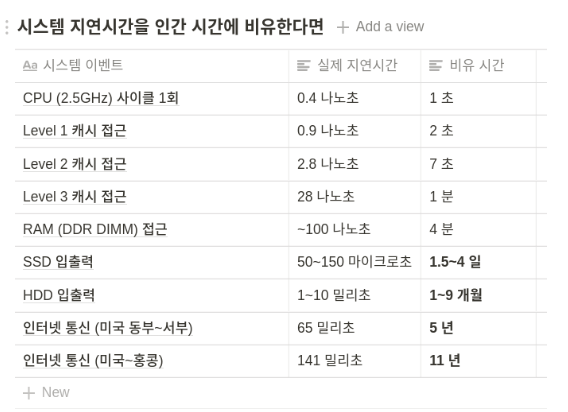 시스템 지연시간을 인간 시간에 비유한다면 Add a view
Aa 시스템 이벤트 실제 지연시간 비유 시간
CPU (2.5GHz) 사이클 1회 0.4 나노초 1 초
Level 1 캐시 접근 0.9 나노초 2 초
Level 2 캐시 접근 2.8 나노초 7 초
Level 3 캐시 접근 28 나노초 1 분
RAM (DDR DIMM) 접근 ~100 나노초 4 분
SSD 입출력 50~150 마이크로초 1.5~4 일
HDD 입출력 1~10 밀리초 1~9 개월
인터넷 통신 (미국 동부~서부) 65 밀리초 5 년
인터넷 통신 (미국~홍콩) 141 밀리초 11 년
New